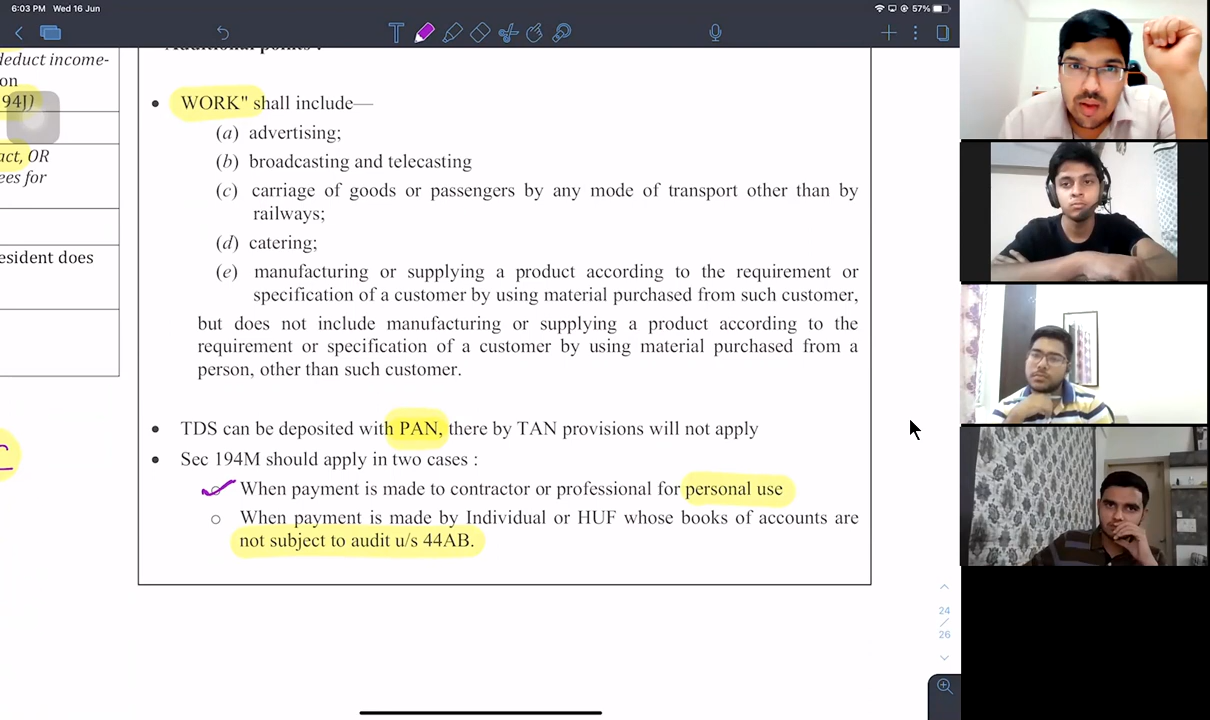 6:03 PM Wed 16 Jun
57%
Additional points :
deduct income-
on
94J)
act, OR
ees for
esident does
• WORK" shall include—
(a) advertising;
(b) broadcasting and telecasting
(c) carriage of goods or passengers by any mode of transport other than by
railways;
(d) catering;
(e) manufacturing or supplying a product according to the requirement or
specification of a customer by using material purchased from such customer,
but does not include manufacturing or supplying a product according to the
requirement or specification of a customer by using material purchased from a
person, other than such customer.
• TDS can be deposited with PAN, there by TAN provisions will not apply
• Sec 194M should apply in two cases :
When payment is made to contractor or professional for personal use
○ When payment is made by Individual or HUF whose books of accounts are
not subject to audit u/s 44AB.
24
/
26